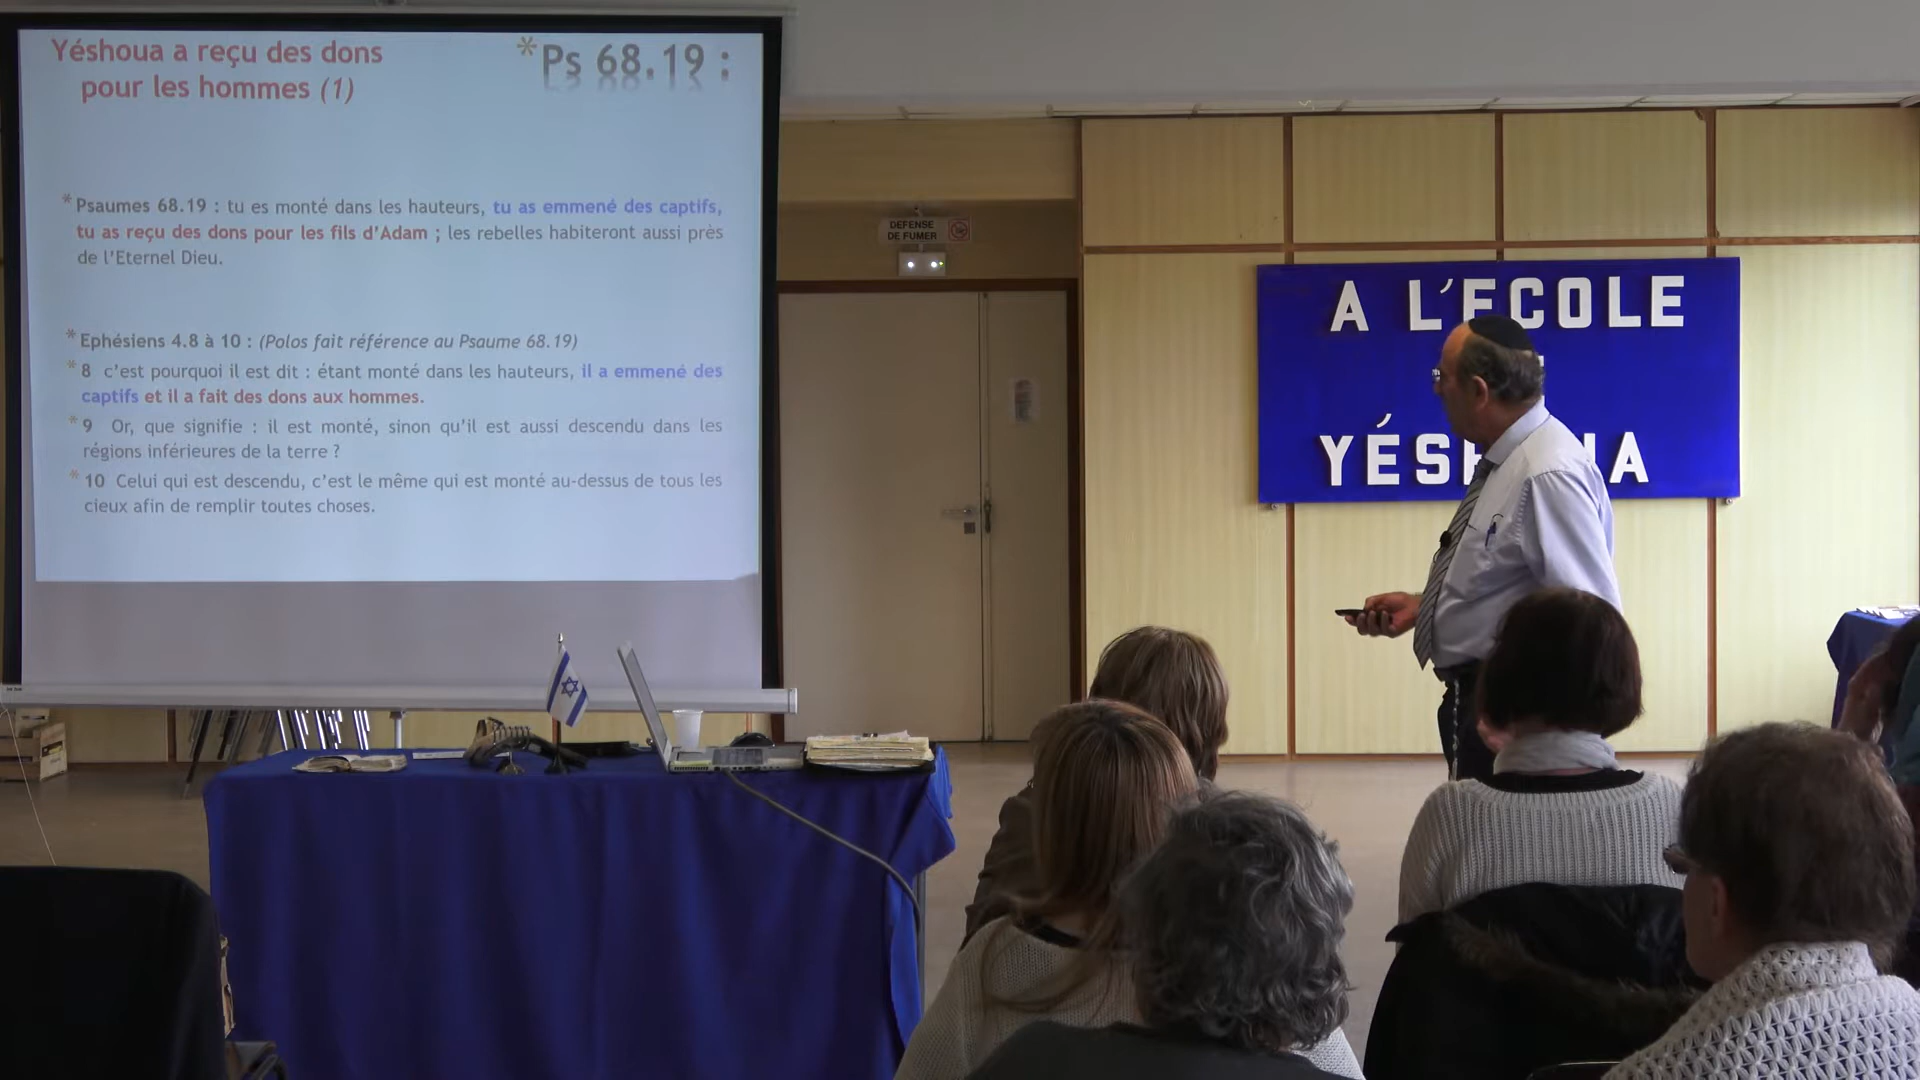 Yéshoua a reçu des dons
pour les hommes (1)
*Ps 68.19 :
*Psaumes 68.19 : tu es monté dans les hauteurs, tu as emmené des captifs,
tu as reçu des dons pour les fils d'Adam ; les rebelles habiteront aussi près
de l'Eternel Dieu.
*Ephésiens 4.8 à 10 : (Polos fait référence au Psaume 68.19)
*8 c'est pourquoi il est dit : étant monté dans les hauteurs, il a emmené des
captifs et il a fait des dons aux hommes.
*9 Or, que signifie : il est monté, sinon qu'il est aussi descendu dans les
régions inférieures de la terre ?
*10 Celui qui est descendu, c'est le même qui est monté au-dessus de tous les
cieux afin de remplir toutes choses.
DEFENSE
DE FUMER
A L'ECOLE